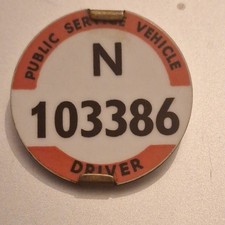 PUBLIC SERVICE VEHICLE
N
103386
DRIVER